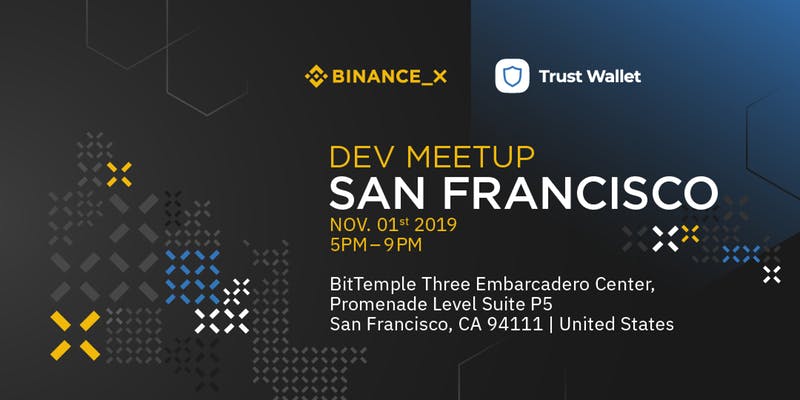 BINANCE_X
Trust Wallet
DEV MEETUP
SAN FRANCISCO
NOV. 01st 2019
5PM–9PM
BitTemple Three Embarcadero Center,
Promenade Level Suite P5
San Francisco, CA 94111 | United States